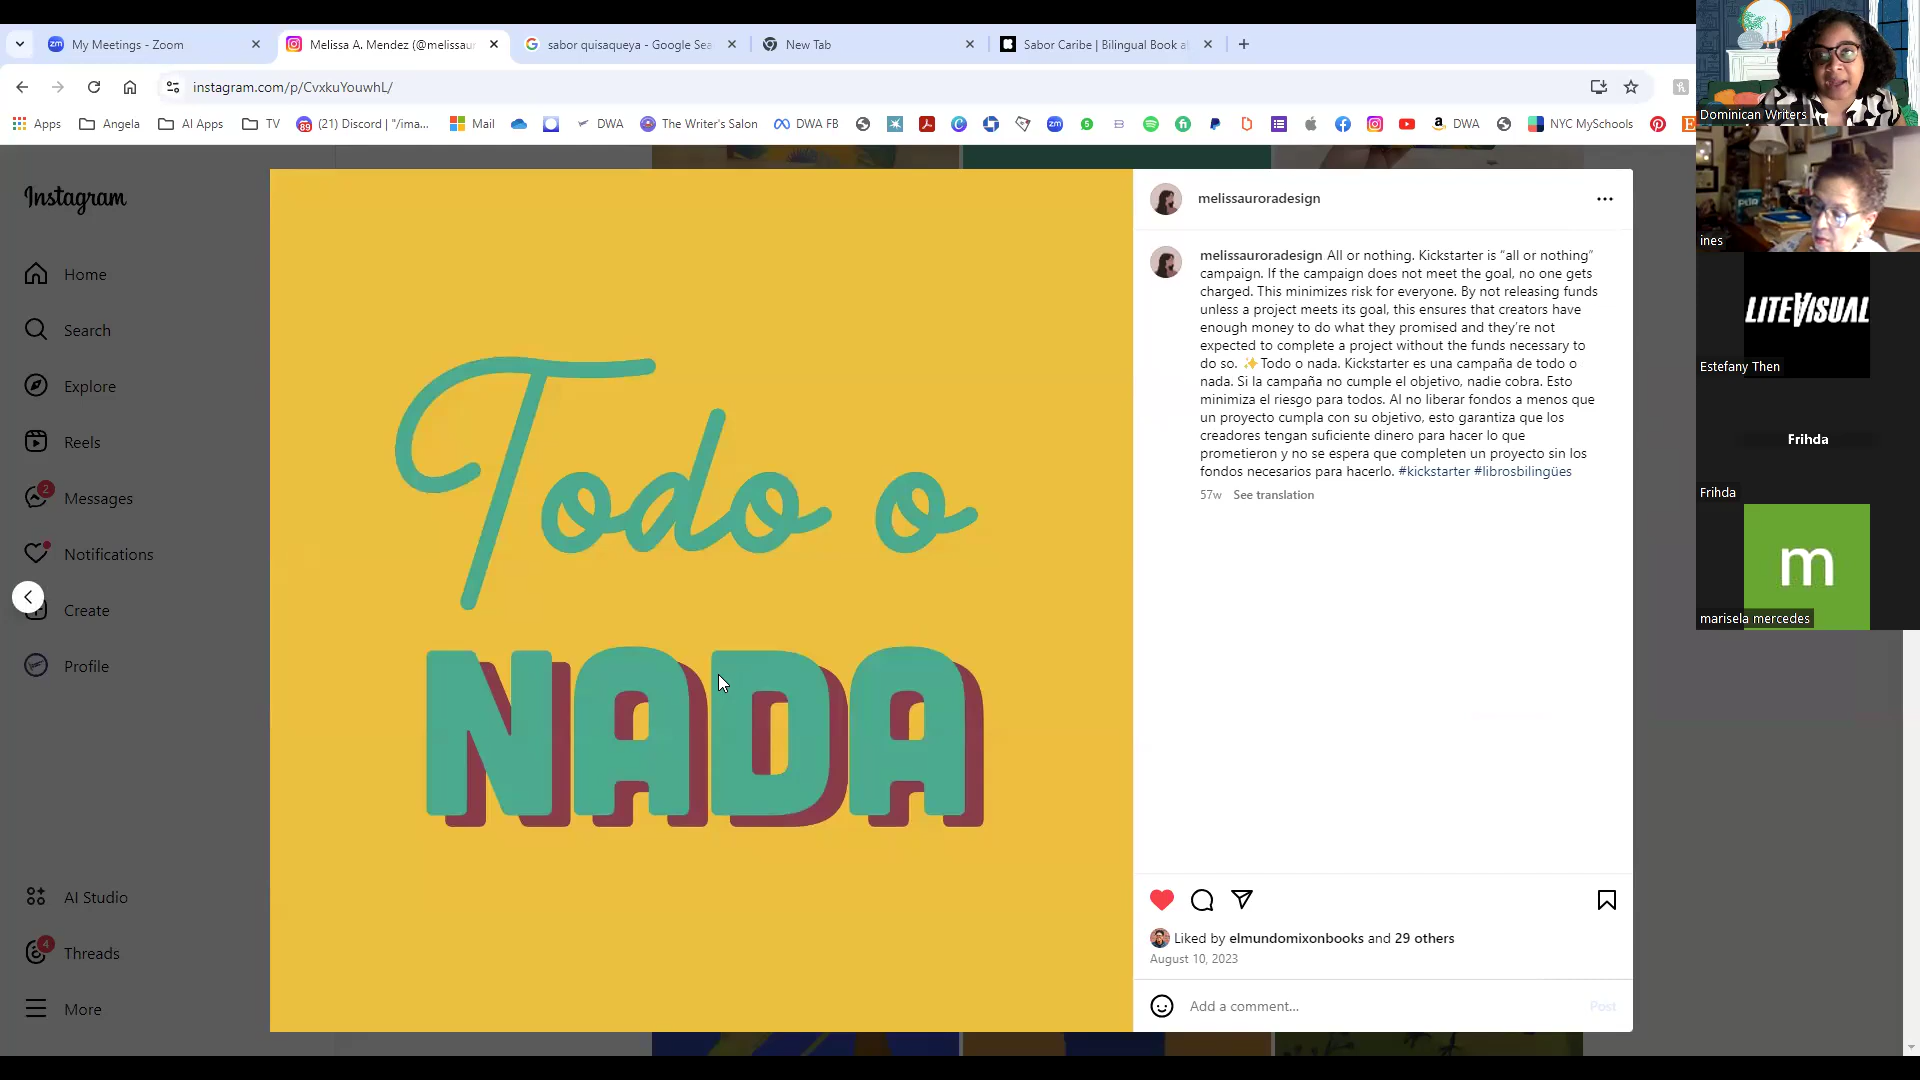 My Meetings - Zoom
Melissa A. Mendez (@melissaur
sabor quisaqueya - Google Sea
New Tab
Sabor Caribe | Bilingual Book a
instagram.com/p/CvxkuYouwhL/
Apps
Angela
AI Apps
TV
(21) Discord | "/ima...
Mail
DWA
The Writer's Salon
DWA FB
DWA
NYC MySchools
Instagram
Home
Search
Explore
Reels
2
Messages
Notifications
Create
Profile
AI Studio
4
Threads
More
Todo o
NADA
melissauroradesign
melissauroradesign All or nothing. Kickstarter is “all or nothing”
campaign. If the campaign does not meet the goal, no one gets
charged. This minimizes risk for everyone. By not releasing funds
unless a project meets its goal, this ensures that creators have
enough money to do what they promised and they’re not
expected to complete a project without the funds necessary to
do so. ✨Todo o nada. Kickstarter es una campaña de todo o
nada. Si la campaña no cumple el objetivo, nadie cobra. Esto
minimiza el riesgo para todos. Al no liberar fondos a menos que
un proyecto cumpla con su objetivo, esto garantiza que los
creadores tengan suficiente dinero para hacer lo que
prometieron y no se espera que completen un proyecto sin los
fondos necesarios para hacerlo. #kickstarter #librosbilingües
57w See translation
Liked by elmundomixonbooks and 29 others
August 10, 2023
Add a comment...
Post
Dominican Writers
ines
LITEVISUAL
Estefany Then
Frihda
Frihda
m
marisela mercedes